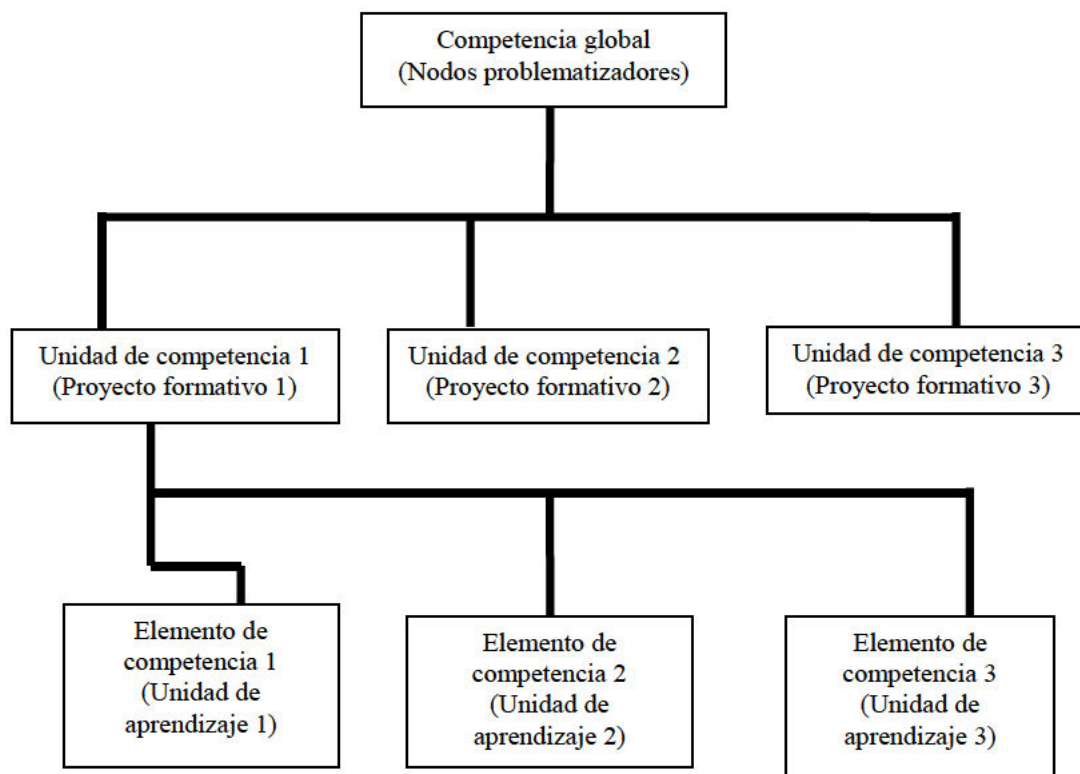 Competencia global
(Nodos problematizadores)
Unidad de competencia 1
(Proyecto formativo 1)
Unidad de competencia 2
(Proyecto formativo 2)
Unidad de competencia 3
(Proyecto formativo 3)
Elemento de
competencia 1
(Unidad de
aprendizaje 1)
Elemento de
competencia 2
(Unidad de
aprendizaje 2)
Elemento de
competencia 3
(Unidad de
aprendizaje 3)